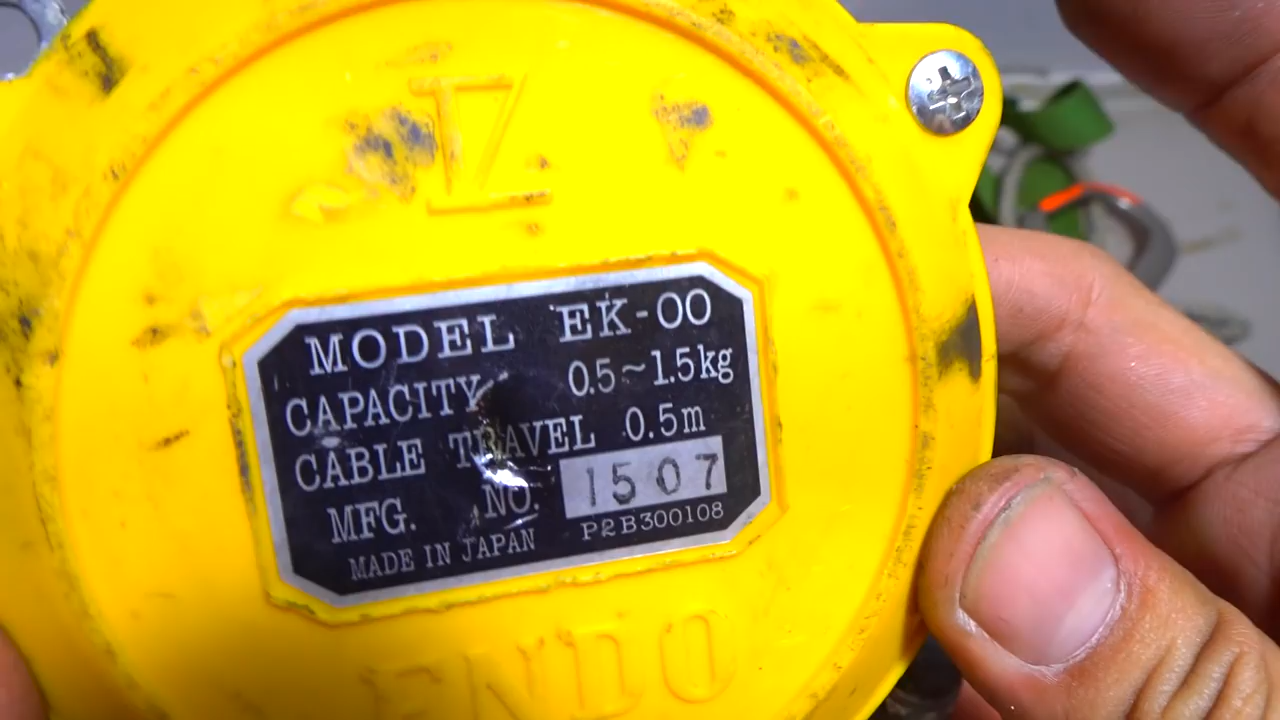 MODEL EK-00
CAPACITY 0.5~1.5kg
CABLE TRAVEL 0.5m
MFG. NO. 1507
MADE IN JAPAN P2B300108
ENDO